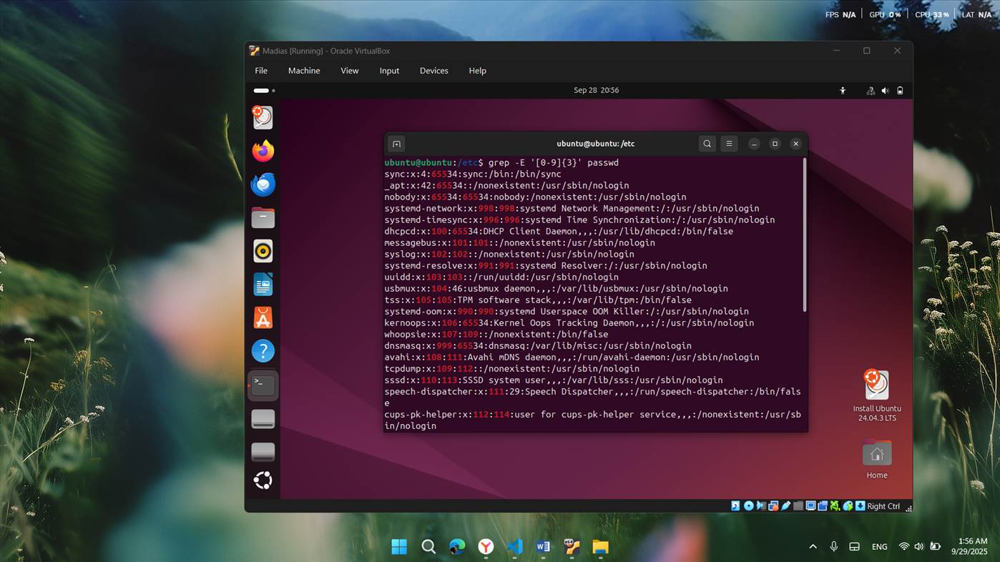 FPS N/A GPU 0 % CPU 33 % LAT N/A
Madias [Running] - Oracle VirtualBox
File Machine View Input Devices Help
Sep 28 20:56
ubuntu@ubuntu: /etc
ubuntu@ubuntu:/etc$ grep -E '[0-9]{3}' passwd
sync:x:4:65534:sync:/bin:/bin/sync
_apt:x:42:65534::/nonexistent:/usr/sbin/nologin
nobody:x:65534:65534:nobody:/nonexistent:/usr/sbin/nologin
systemd-network:x:998:998:systemd Network Management:/:/usr/sbin/nologin
systemd-timesync:x:996:996:systemd Time Synchronization:/:/usr/sbin/nologin
dhcpcd:x:100:65534:DHCP Client Daemon,,,:/usr/lib/dhcpcd:/bin/false
messagebus:x:101:101::/nonexistent:/usr/sbin/nologin
syslog:x:102:102::/nonexistent:/usr/sbin/nologin
systemd-resolve:x:991:991:systemd Resolver:/:/usr/sbin/nologin
uuidd:x:103:103::/run/uuidd:/usr/sbin/nologin
usbmux:x:104:46:usbmux daemon,,,:/var/lib/usbmux:/usr/sbin/nologin
tss:x:105:105:TPM software stack,,,:/var/lib/tpm:/bin/false
systemd-oom:x:990:990:systemd Userspace OOM Killer:/:/usr/sbin/nologin
kernoops:x:106:65534:Kernel Oops Tracking Daemon,,,:/:/usr/sbin/nologin
whoopsie:x:107:109::/nonexistent:/bin/false
dnsmasq:x:999:65534:dnsmasq:/var/lib/misc:/usr/sbin/nologin
avahi:x:108:111:Avahi mDNS daemon,,,:/run/avahi-daemon:/usr/sbin/nologin
tcpdump:x:109:112::/nonexistent:/usr/sbin/nologin
sssd:x:110:113:SSSD system user,,,:/var/lib/sss:/usr/sbin/nologin
speech-dispatcher:x:111:29:Speech Dispatcher,,,:/run/speech-dispatcher:/bin/fals
e
cups-pk-helper:x:112:114:user for cups-pk-helper service,,,:/nonexistent:/usr/sb
in/nologin
Install Ubuntu
24.04.3 LTS
Home
Right Ctrl
ENG
1:56 AM
9/29/2025